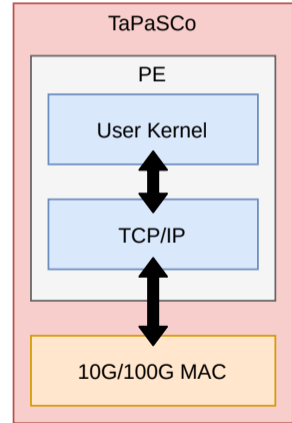 TaPaSCo
PE
User Kernel
TCP/IP
10G/100G MAC